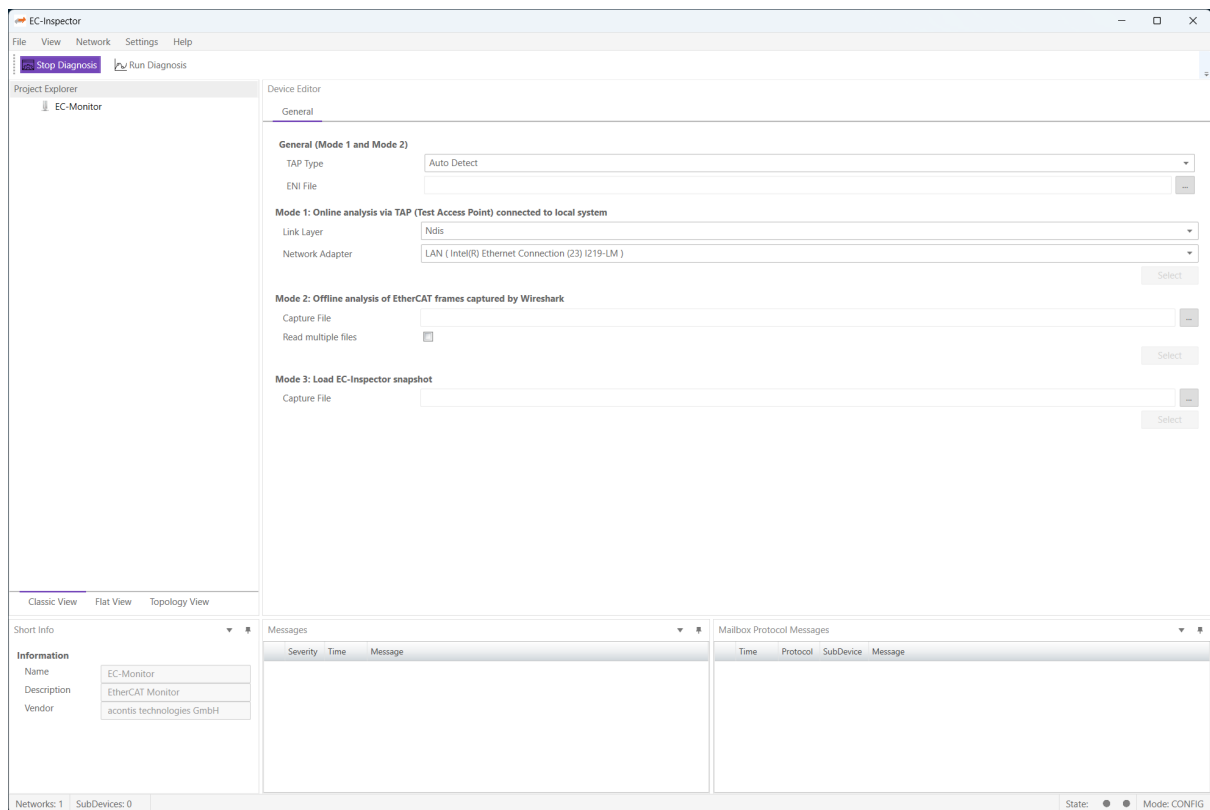 EC-Inspector
File View Network Settings Help
Stop Diagnosis Run Diagnosis
Project Explorer
EC-Monitor
Device Editor
General
General (Mode 1 and Mode 2)
TAP Type Auto Detect
ENI File ...
Mode 1: Online analysis via TAP (Test Access Point) connected to local system
Link Layer Ndis
Network Adapter LAN ( Intel(R) Ethernet Connection (23) I219-LM )
Select
Mode 2: Offline analysis of EtherCAT frames captured by Wireshark
Capture File ...
Read multiple files
Select
Mode 3: Load EC-Inspector snapshot
Capture File ...
Select
Classic View Flat View Topology View
Short Info
Information
Name EC-Monitor
Description EtherCAT Monitor
Vendor acontis technologies GmbH
Messages
Severity Time Message
Mailbox Protocol Messages
Time Protocol SubDevice Message
Networks: 1 SubDevices: 0 State: Mode: CONFIG